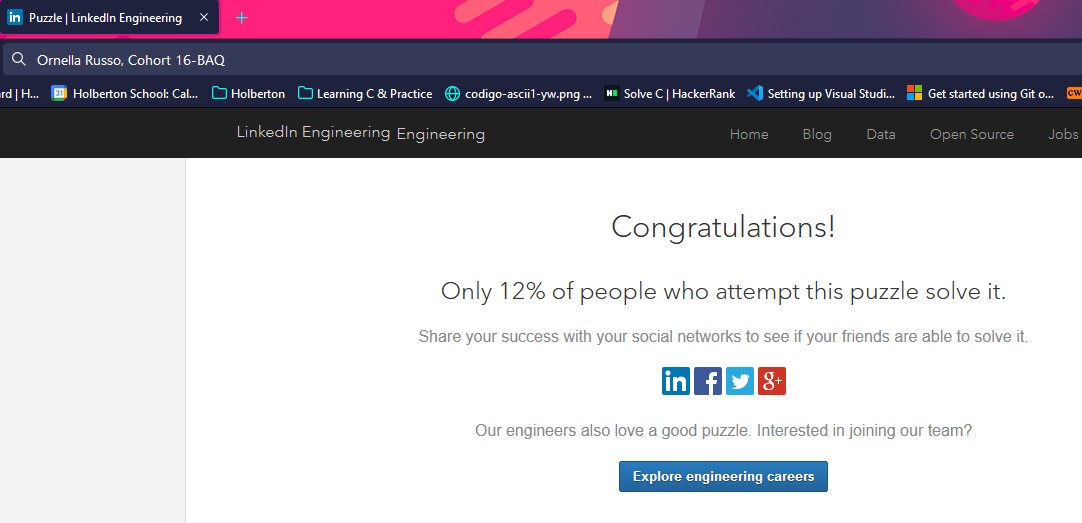 Puzzle | LinkedIn Engineering
Ornella Russo, Cohort 16-BAQ
rd | H... Holberton School: Cal... Holberton Learning C & Practice codigo-ascii1-yw.png ... Solve C | HackerRank Setting up Visual Studi... Get started using Git o... CW
LinkedIn Engineering Engineering Home Blog Data Open Source Jobs
Congratulations!
Only 12% of people who attempt this puzzle solve it.
Share your success with your social networks to see if your friends are able to solve it.
in f g+
Our engineers also love a good puzzle. Interested in joining our team?
Explore engineering careers